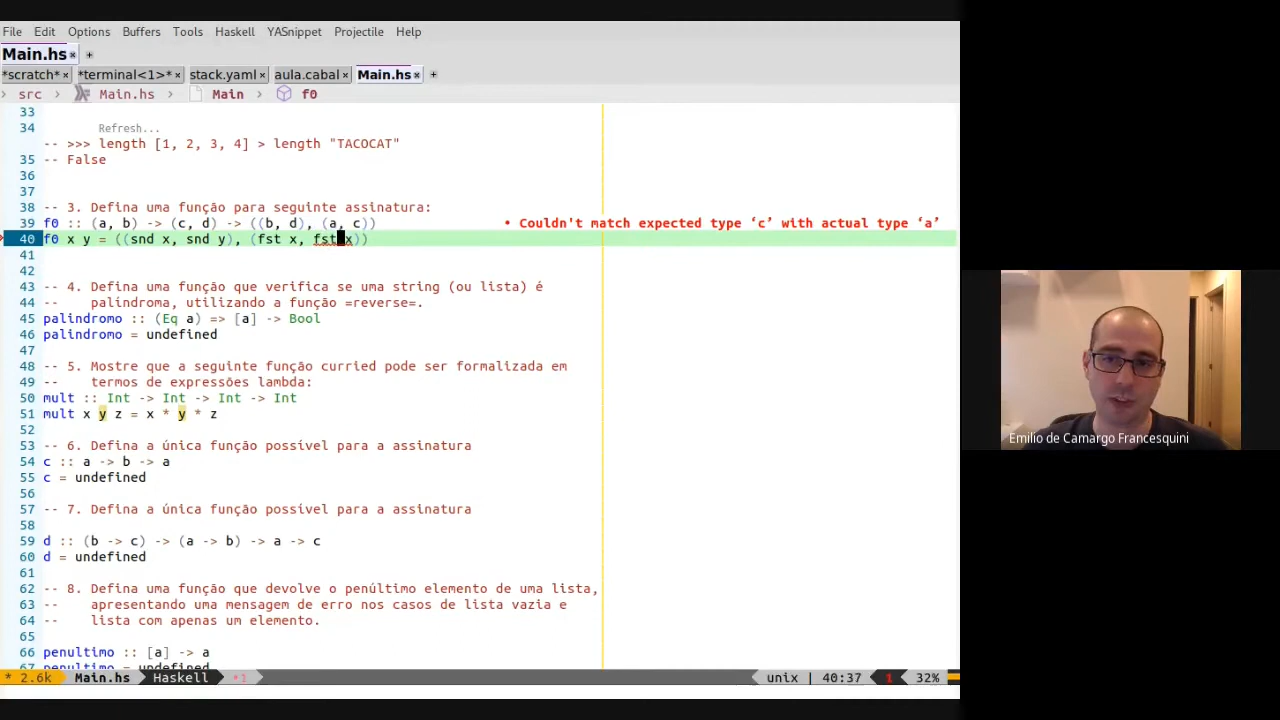 File Edit Options Buffers Tools Haskell YASnippet Projectile Help
Main.hs × +
*scratch* × *terminal<1>* × stack.yaml × aula.cabal × Main.hs × +
> src > Main.hs > Main > f0
33
34 Refresh...
-- >>> length [1, 2, 3, 4] > length "TACOCAT"
35 -- False
36
37
38 -- 3. Defina uma função para seguinte assinatura:
39 f0 :: (a, b) -> (c, d) -> ((b, d), (a, c)) • Couldn't match expected type ‘c’ with actual type ‘a’
40 f0 x y = ((snd x, snd y), (fst x, fst x))
41
42
43 -- 4. Defina uma função que verifica se uma string (ou lista) é
44 -- palindroma, utilizando a função =reverse=.
45 palindromo :: (Eq a) => [a] -> Bool
46 palindromo = undefined
47
48 -- 5. Mostre que a seguinte função curried pode ser formalizada em
49 -- termos de expressões lambda:
50 mult :: Int -> Int -> Int -> Int
51 mult x y z = x * y * z
52
53 -- 6. Defina a única função possível para a assinatura
54 c :: a -> b -> a
55 c = undefined
56
57 -- 7. Defina a única função possível para a assinatura
58
59 d :: (b -> c) -> (a -> b) -> a -> c
60 d = undefined
61
62 -- 8. Defina uma função que devolve o penúltimo elemento de uma lista,
63 -- apresentando uma mensagem de erro nos casos de lista vazia e
64 -- lista com apenas um elemento.
65
66 penultimo :: [a] -> a
67 penultimo = undefined
* 2.6k Main.hs Haskell •1 unix | 40:37 1 32%
Emilio de Camargo Francesquini